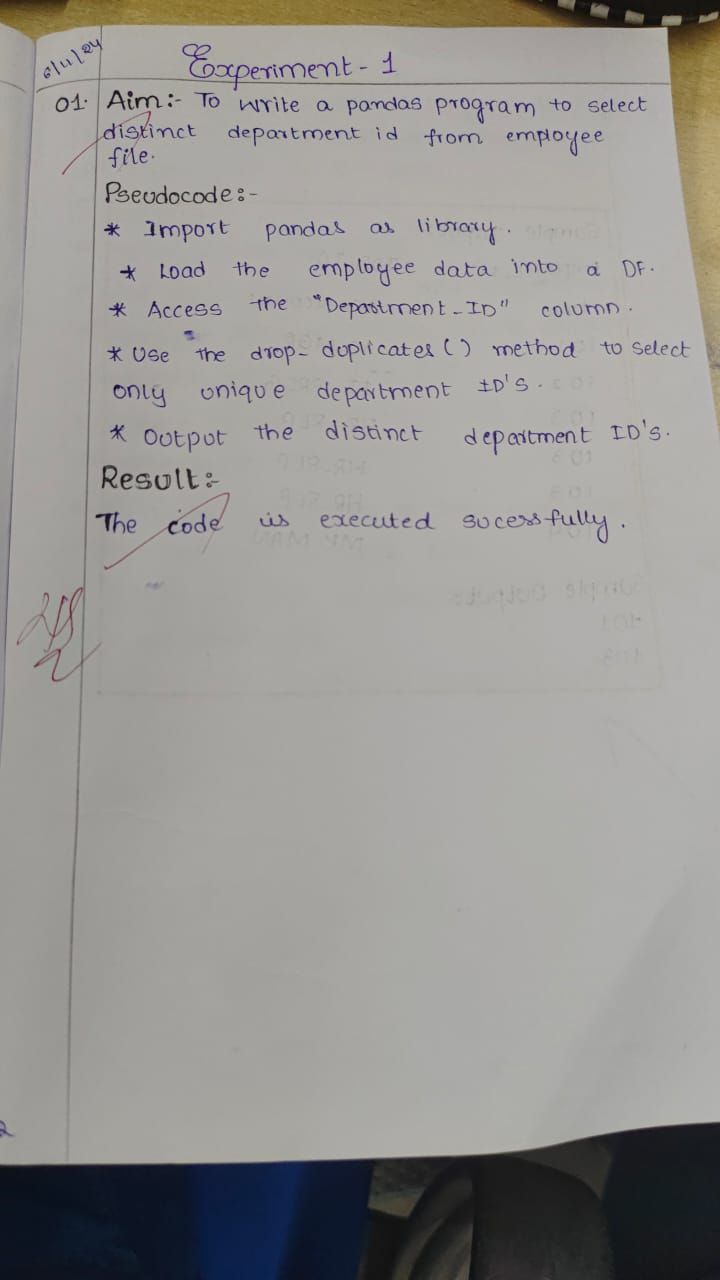 6/11/24
Experiment - 1
01. Aim:- To write a pandas program to select
distinct department id from employee
file.
Pseudocode:-
* Import pandas as library.
* Load the employee data into a DF.
* Access the "Department-ID" column.
* Use the drop-duplicates() method to select
only unique department ID's.
* Output the distinct department ID's.
Result:-
The code is executed sucessfully.